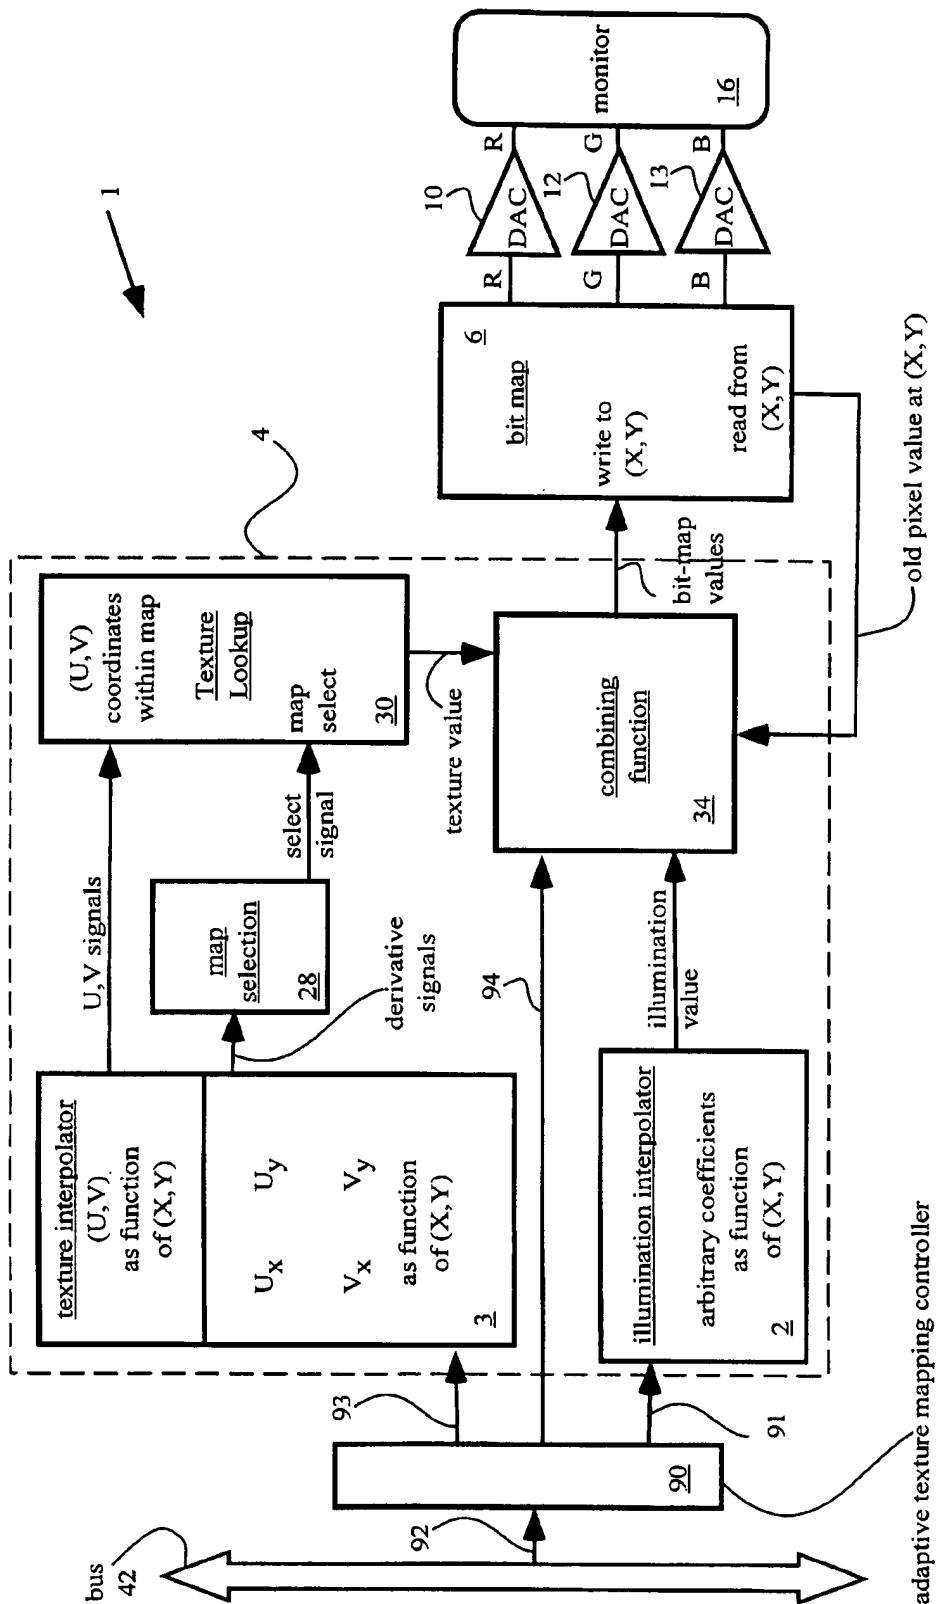 1
4
bus
42
92
90
adaptive texture mapping controller
93
94
91
texture interpolator
(U,V)
as function
of (X,Y)
Ux Uy
Vx Vy
as function
of (X,Y)
3
U,V signals
derivative
signals
map
selection
28
select
signal
(U,V)
coordinates
within map
Texture
Lookup
map
select
30
texture value
illumination interpolator
arbitrary coefficients
as function
of (X,Y)
2
illumination
value
combining
function
34
bit-map
values
bit map
6
write to
(X,Y)
read from
(X,Y)
old pixel value at (X,Y)
R
G
B
10
DAC
12
DAC
13
DAC
R
G
B
monitor
16